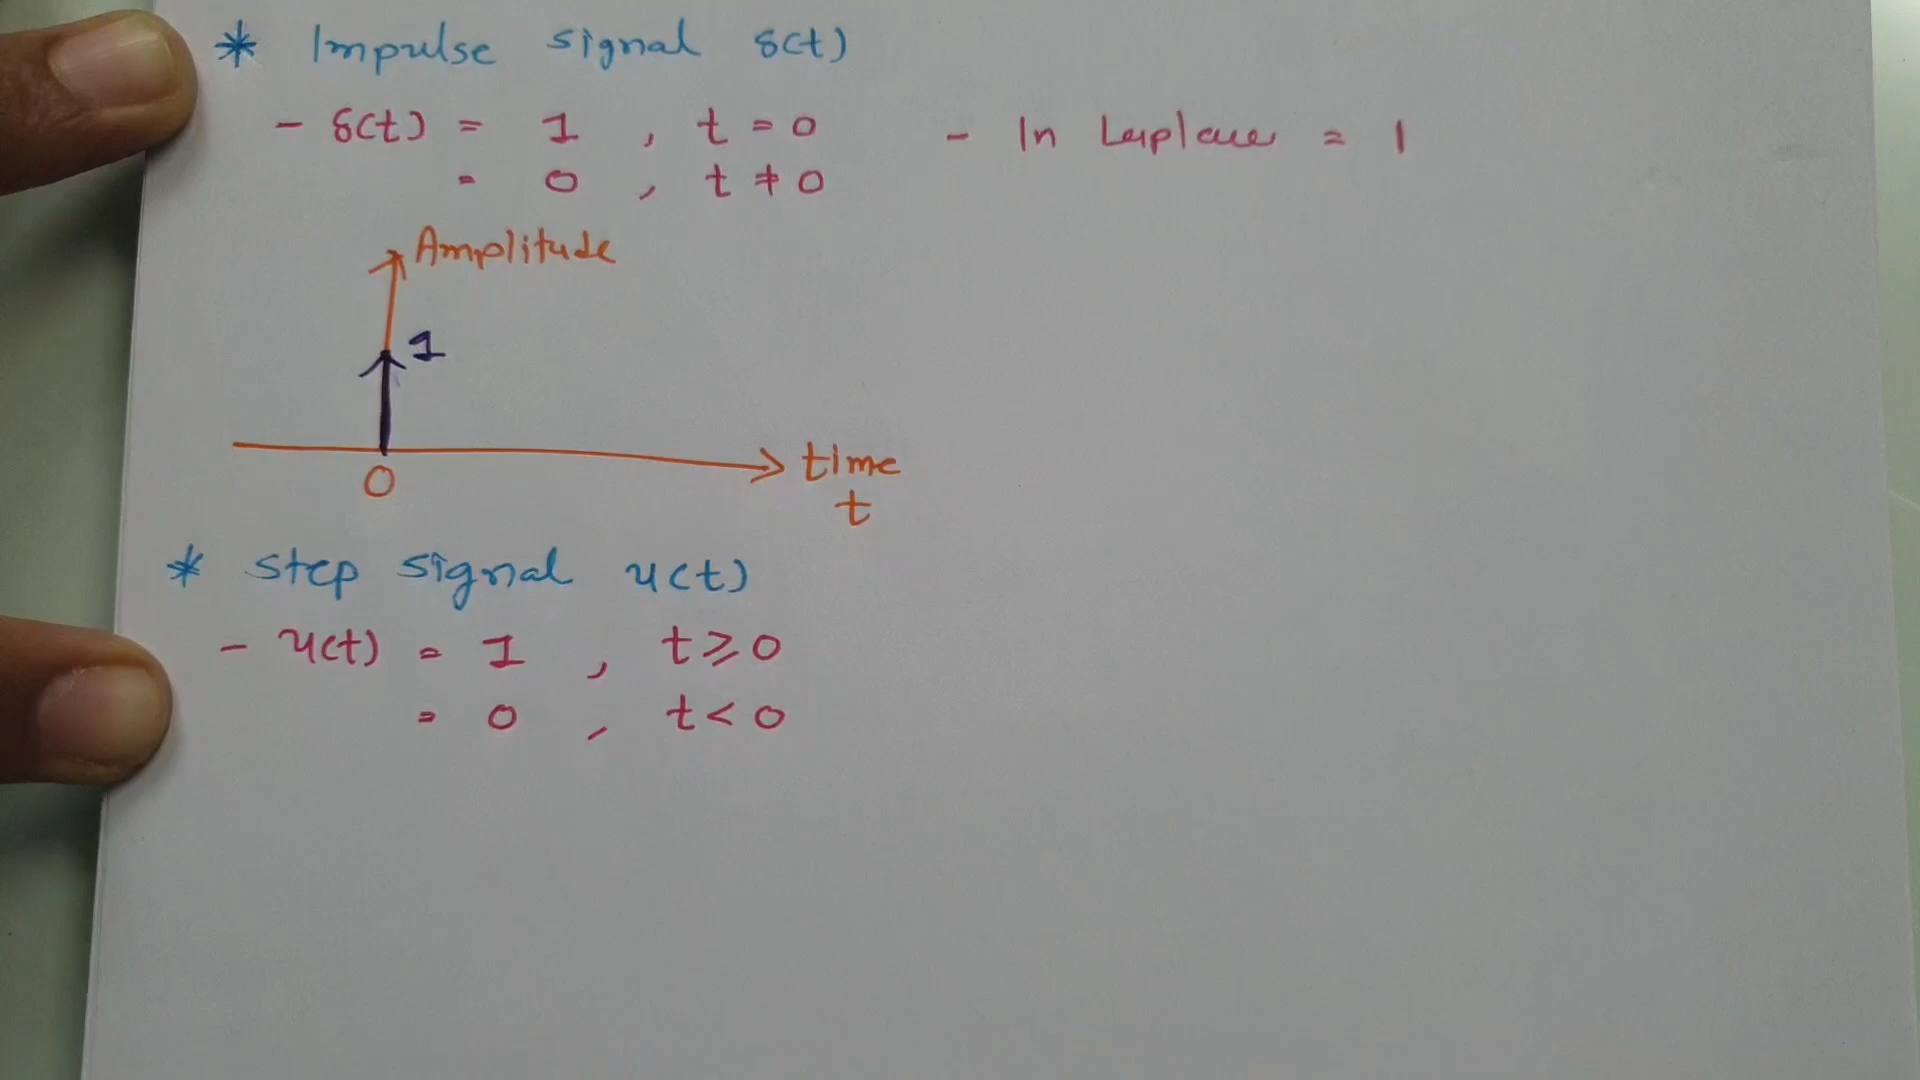 * Impulse signal δ(t)
- δ(t) = 1 , t = 0
= 0 , t ≠ 0
- In Laplace = 1
Amplitude
1
0
time
t
* Step signal u(t)
- u(t) = 1 , t ≥ 0
= 0 , t < 0